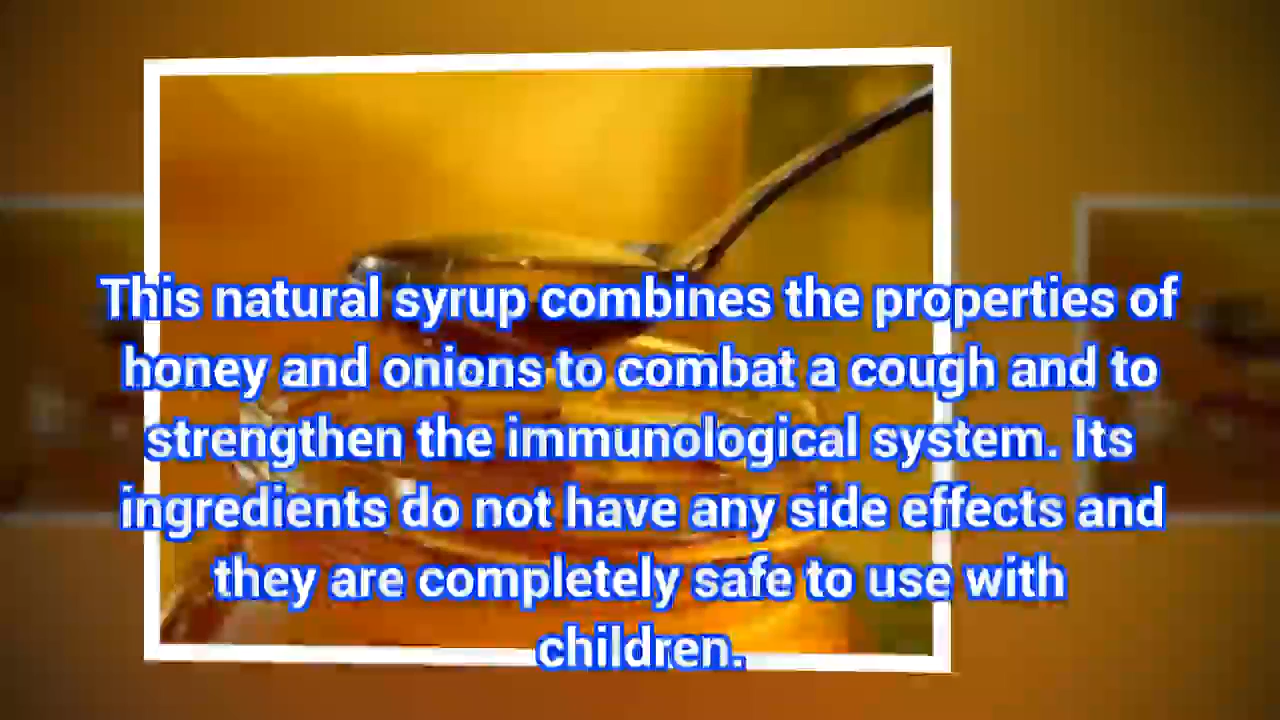 This natural syrup combines the properties of
honey and onions to combat a cough and to
strengthen the immunological system. Its
ingredients do not have any side effects and
they are completely safe to use with
children.